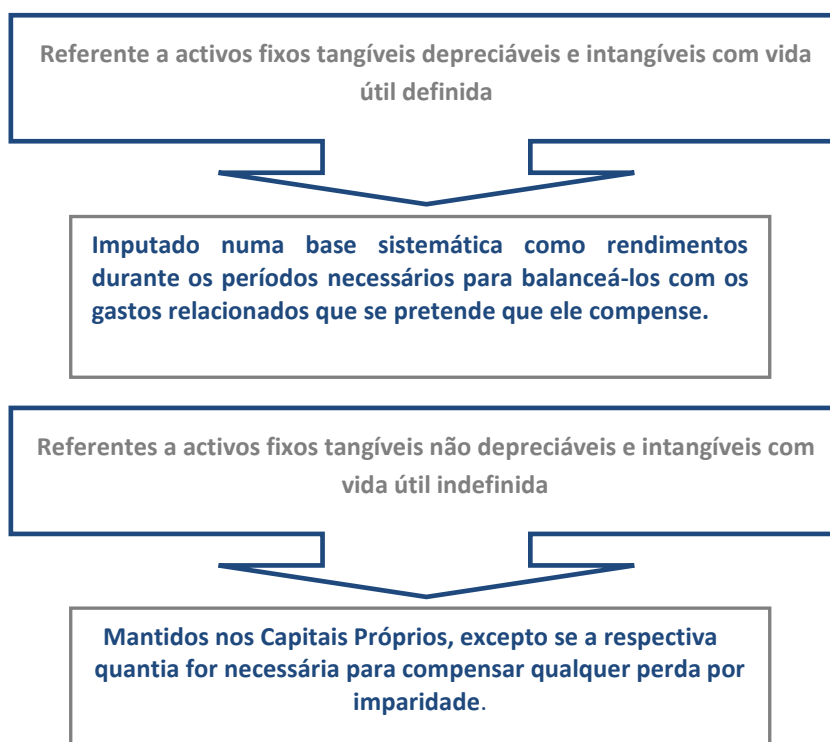 Referente a activos fixos tangíveis depreciáveis e intangíveis com vida
útil definida
Imputado numa base sistemática como rendimentos
durante os períodos necessários para balanceá-los com os
gastos relacionados que se pretende que ele compense.
Referentes a activos fixos tangíveis não depreciáveis e intangíveis com
vida útil indefinida
Mantidos nos Capitais Próprios, excepto se a respectiva
quantia for necessária para compensar qualquer perda por
imparidade.